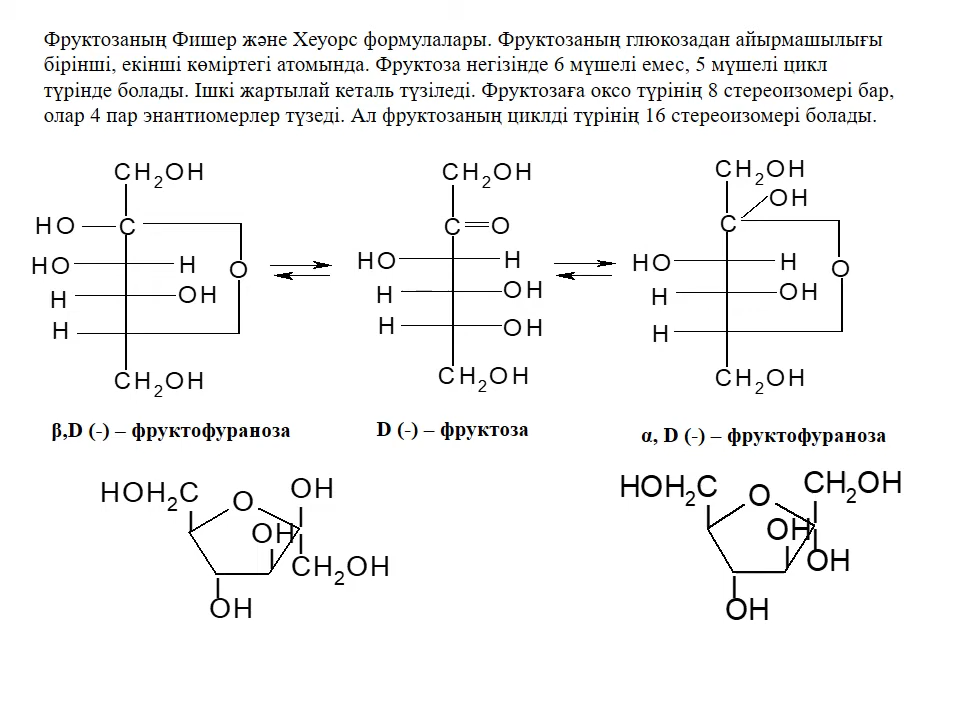 Фруктозаның Фишер және Хеуорс формулалары. Фруктозаның глюкозадан айырмашылығы
бірінші, екінші көміртегі атомында. Фруктоза негізінде 6 мүшелі емес, 5 мүшелі цикл
түрінде болады. Ішкі жартылай кеталь түзіледі. Фруктозаға оксо түрінің 8 стереоизомері бар,
олар 4 пар энантиомерлер түзеді. Ал фруктозаның циклді түрінің 16 стереоизомері болады.
CH2OH CH2OH CH2OH
OH
HO C C O C
HO H O HO H HO H O
H OH H OH H OH
H H OH H
CH2OH CH2OH CH2OH
β,D (-) – фруктофураноза D (-) – фруктоза α, D (-) – фруктофураноза
HOH2C O OH HOH2C O CH2OH
OH OH
CH2OH OH
OH OH